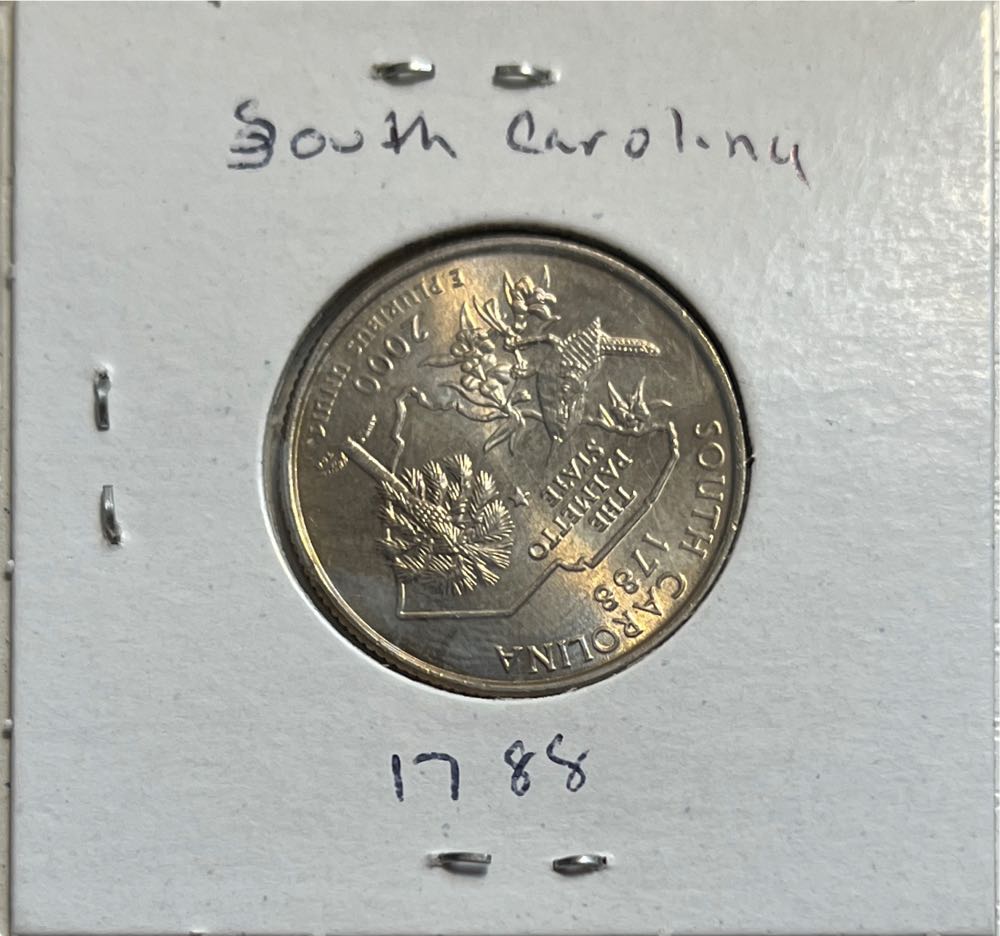 South Carolina
SOUTH CAROLINA
1788
THE
PALMETTO
STATE
2000
E PLURIBUS UNUM
1788